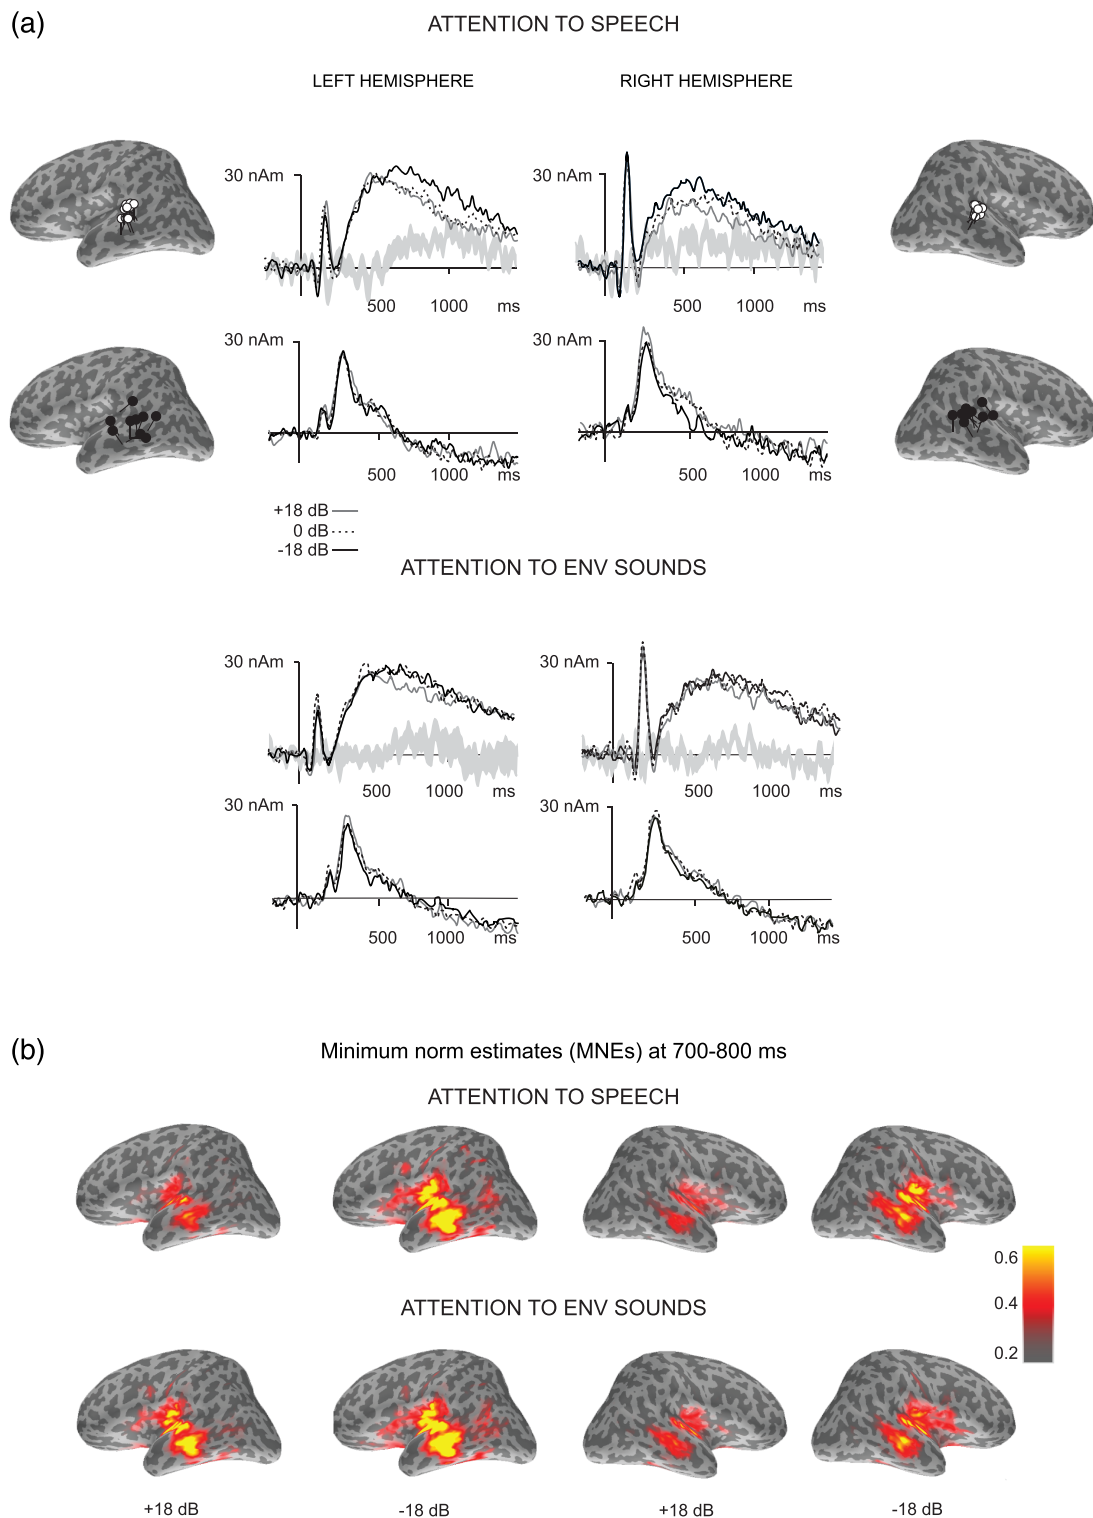 (a)
ATTENTION TO SPEECH
LEFT HEMISPHERE
RIGHT HEMISPHERE
30 nAm
30 nAm
500 1000 ms
500 1000 ms
30 nAm
30 nAm
500 1000 ms
500 1000 ms
+18 dB
0 dB
-18 dB
ATTENTION TO ENV SOUNDS
30 nAm
30 nAm
500 1000 ms
500 1000 ms
30 nAm
30 nAm
500 1000 ms
500 1000 ms
(b)
Minimum norm estimates (MNEs) at 700-800 ms
ATTENTION TO SPEECH
0.6
0.4
0.2
ATTENTION TO ENV SOUNDS
+18 dB -18 dB +18 dB -18 dB